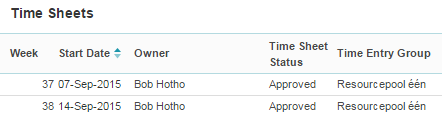 Time Sheets
Week Start Date Owner Time Sheet Status Time Entry Group
37 07-Sep-2015 Bob Hotho Approved Resourcepool één
38 14-Sep-2015 Bob Hotho Approved Resourcepool één